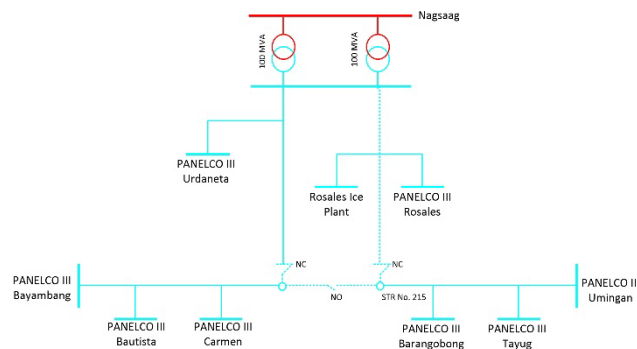 Nagsaag
100 MVA
100 MVA
PANELCO III
Urdaneta
Rosales Ice
Plant
PANELCO III
Rosales
NC
NC
PANELCO III
Bayambang
NO
STR No. 215
PANELCO II
Umingan
PANELCO III
Bautista
PANELCO III
Carmen
PANELCO III
Barangobong
PANELCO III
Tayug